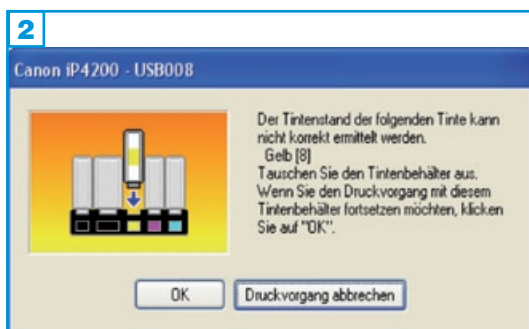 2
Canon iP4200 - USB008
Der Tintenstand der folgenden Tinte kann
nicht korrekt ermittelt werden.
Gelb [8]
Tauschen Sie den Tintenbehälter aus.
Wenn Sie den Druckvorgang mit diesem
Tintenbehälter fortsetzen möchten, klicken
Sie auf "OK".
OK
Druckvorgang abbrechen